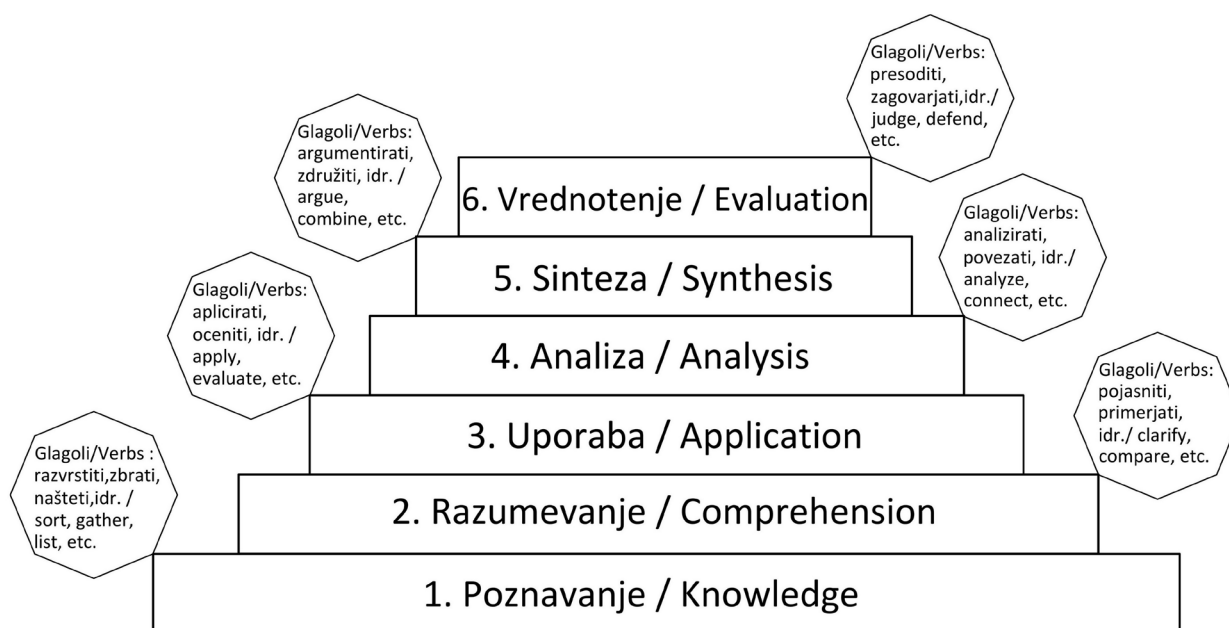 Glagoli/Verbs:
presoditi,
zagovarjati,idr./
judge, defend,
etc.
Glagoli/Verbs:
argumentirati,
združiti, idr. /
argue,
combine, etc.
6. Vrednotenje / Evaluation
Glagoli/Verbs:
analizirati,
povezati, idr./
analyze,
connect, etc.
5. Sinteza / Synthesis
Glagoli/Verbs:
aplicirati,
oceniti, idr. /
apply,
evaluate, etc.
4. Analiza / Analysis
Glagoli/Verbs:
pojasniti,
primerjati,
idr./ clarify,
compare, etc.
3. Uporaba / Application
Glagoli/Verbs :
razvrstiti,zbrati,
našteti,idr. /
sort, gather,
list, etc.
2. Razumevanje / Comprehension
1. Poznavanje / Knowledge